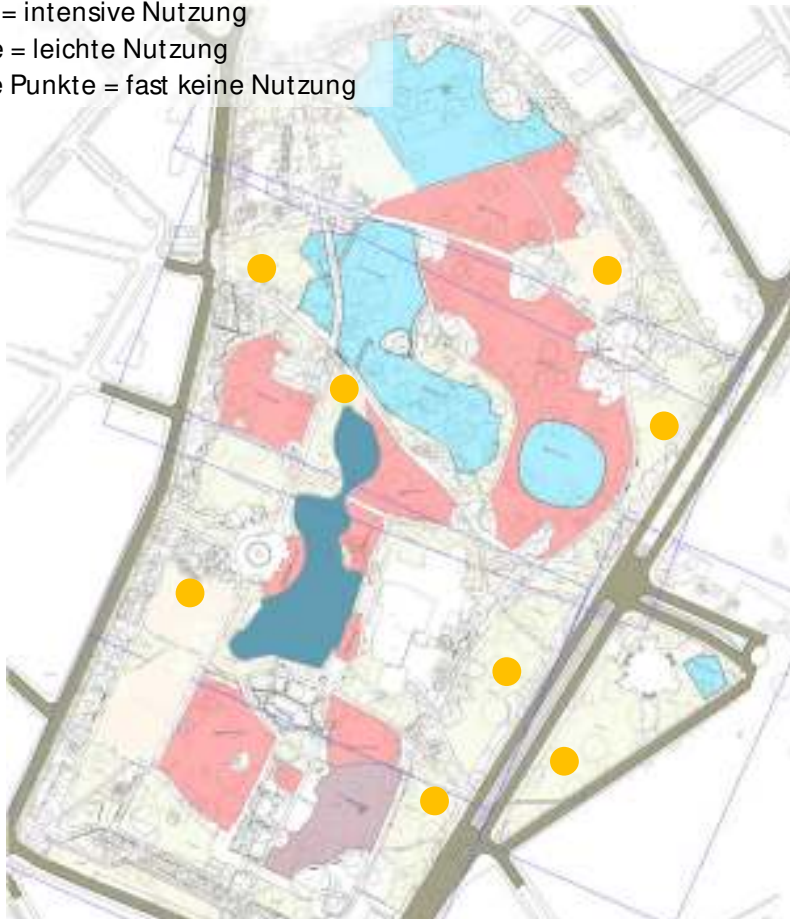 = intensive Nutzung
= leichte Nutzung
Punkte = fast keine Nutzung